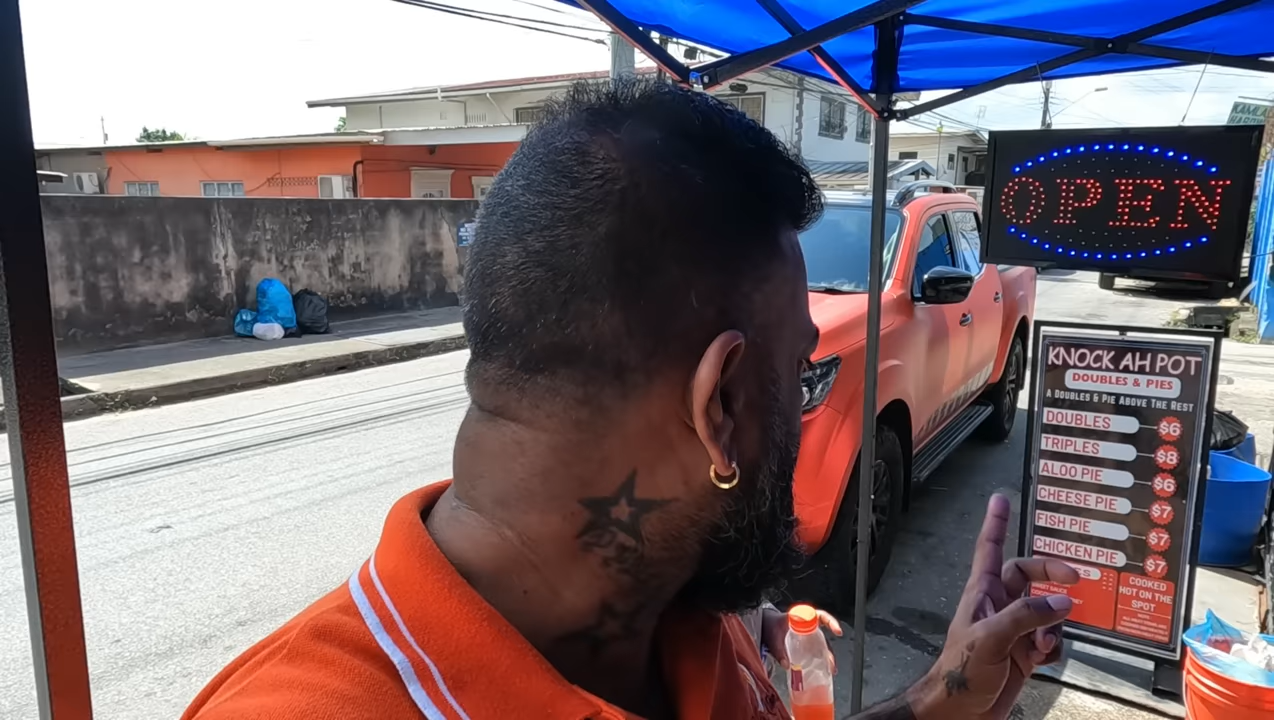 OPEN
KNOCK AH POT
DOUBLES & PIES
A DOUBLES & PIE ABOVE THE REST
DOUBLES $6
TRIPLES $8
ALOO PIE $6
CHEESE PIE $7
FISH PIE $7
CHICKEN PIE $7
COOKED
HOT ON THE
SPOT